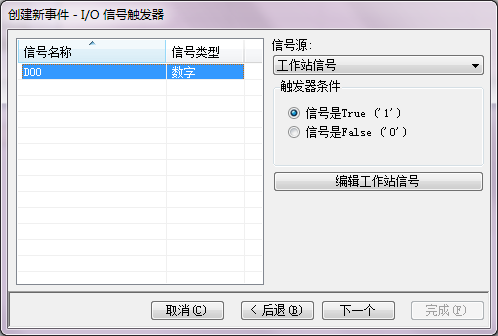 创建新事件 - I/O 信号触发器
信号名称 信号类型
DO0 数字
信号源:
工作站信号
触发器条件
信号是True ('1')
信号是False ('0')
编辑工作站信号
取消(C) < 后退(B) 下一个 完成(F)